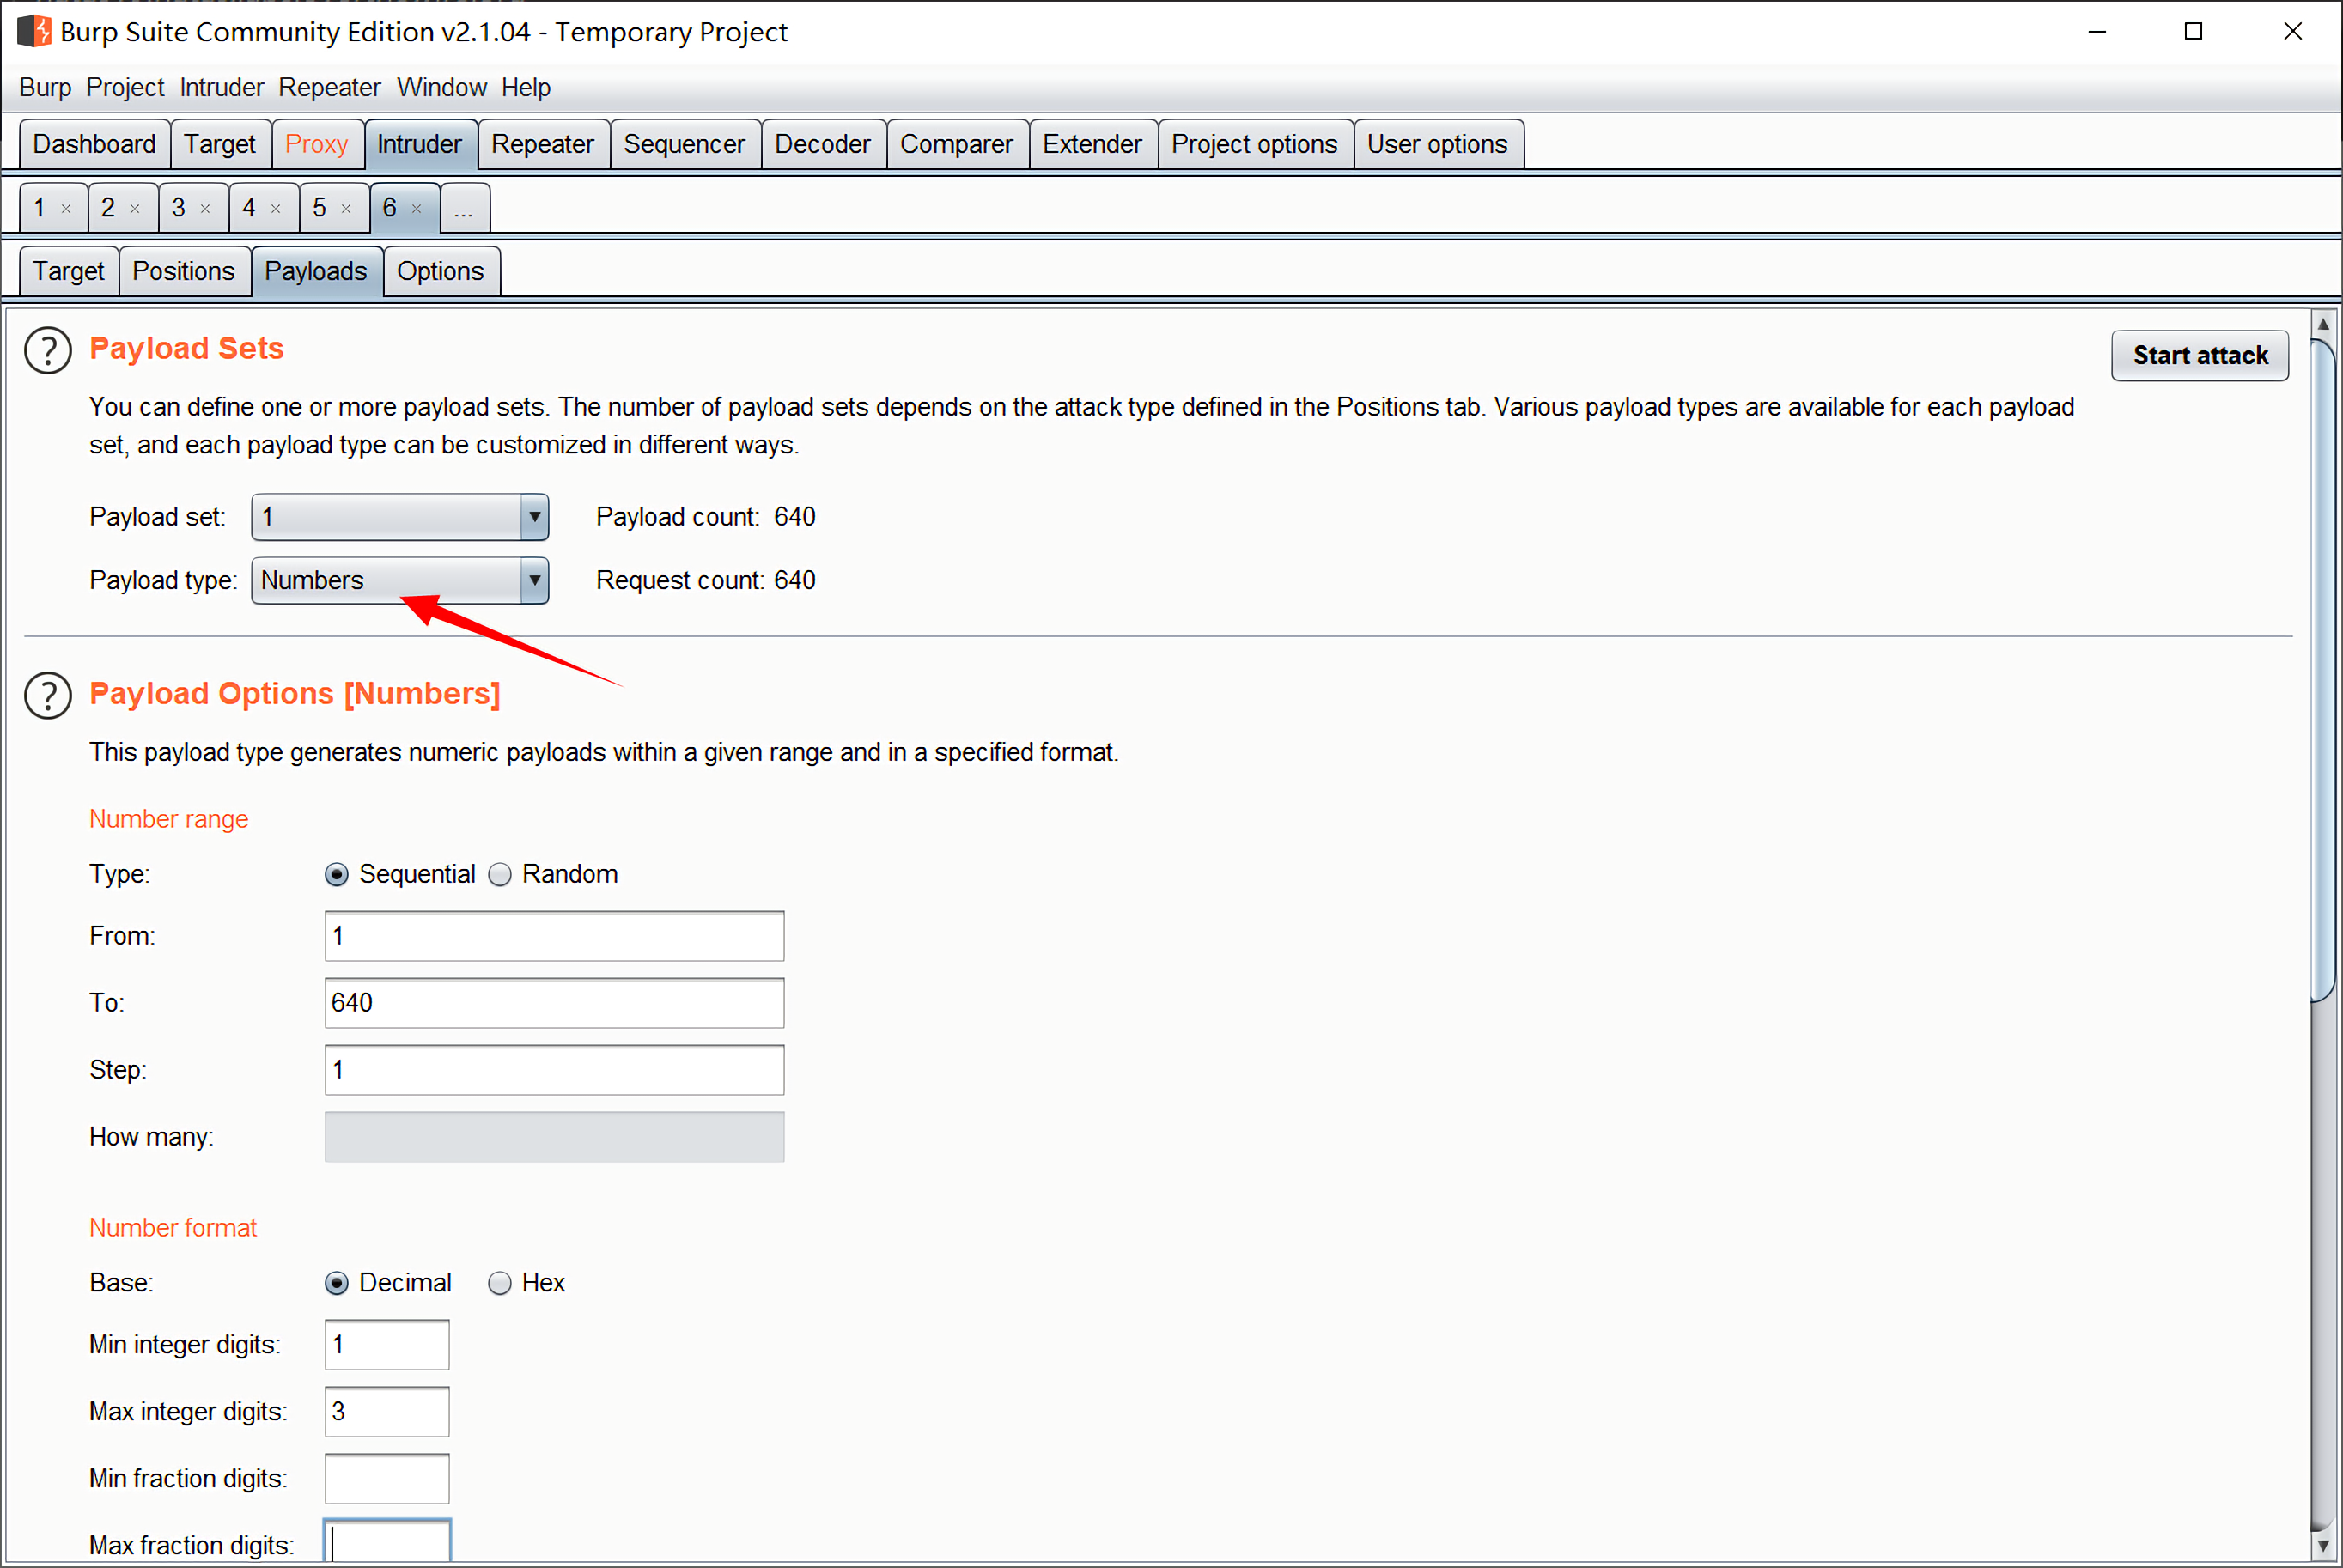 Burp Suite Community Edition v2.1.04 - Temporary Project
Burp Project Intruder Repeater Window Help
Dashboard Target Proxy Intruder Repeater Sequencer Decoder Comparer Extender Project options User options
1 × 2 × 3 × 4 × 5 × 6 × ...
Target Positions Payloads Options
? Payload Sets
Start attack
You can define one or more payload sets. The number of payload sets depends on the attack type defined in the Positions tab. Various payload types are available for each payload
set, and each payload type can be customized in different ways.
Payload set: 1 Payload count: 640
Payload type: Numbers Request count: 640
? Payload Options [Numbers]
This payload type generates numeric payloads within a given range and in a specified format.
Number range
Type: Sequential Random
From: 1
To: 640
Step: 1
How many:
Number format
Base: Decimal Hex
Min integer digits: 1
Max integer digits: 3
Min fraction digits:
Max fraction digits: